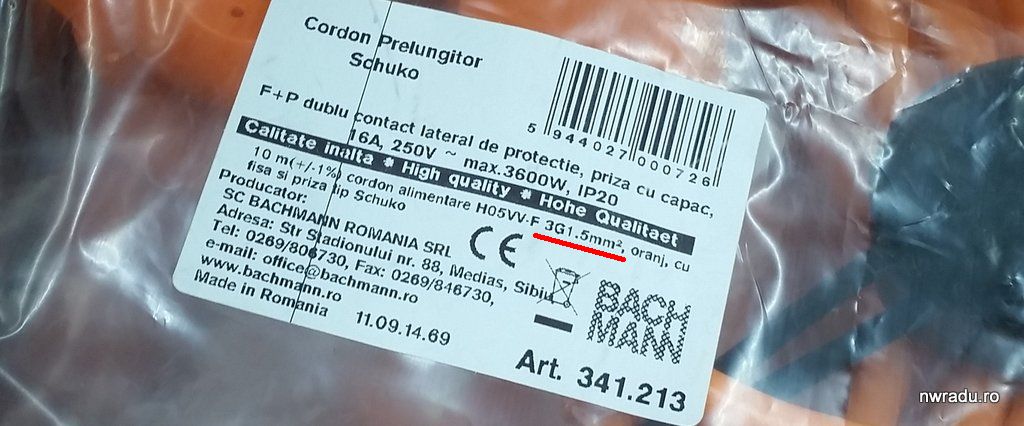 Cordon Prelungitor
Schuko
5 944027 000726
F+P dublu contact lateral de protectie, priza cu capac,
16A, 250V ~ max.3600W, IP20
Calitate inalta * High quality * Hohe Qualitaet
10 m(+/-1%) cordon alimentare H05VV-F 3G1.5mm², oranj, cu
fisa si priza tip Schuko
Producator:
SC BACHMANN ROMANIA SRL
Adresa: Str Stadionului nr. 88, Medias, Sibiu
Tel: 0269/806730, Fax: 0269/846730,
e-mail: office@bachmann.ro
www.bachmann.ro
Made in Romania 11.09.14.69
CE
BACH
MANN
Art. 341.213
nwradu.ro